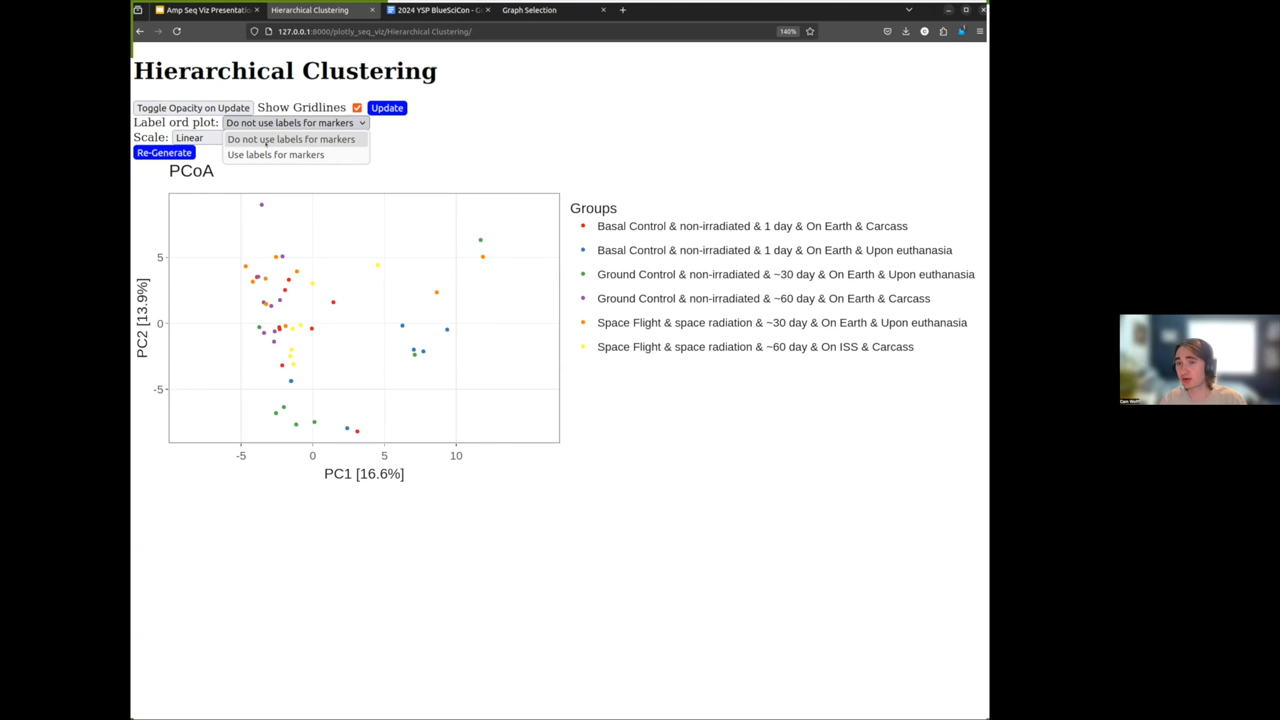 Amp Seq Viz Presentatio
Hierarchical Clustering
2024 YSP BlueSciCon - G
Graph Selection
127.0.0.1:8000/plotly_seq_viz/Hierarchical Clustering/
140%
Hierarchical Clustering
Toggle Opacity on Update Show Gridlines Update
Label ord plot: Do not use labels for markers
Scale: Linear
Do not use labels for markers
Use labels for markers
Re-Generate
PCoA
Groups
Basal Control & non-irradiated & 1 day & On Earth & Carcass
Basal Control & non-irradiated & 1 day & On Earth & Upon euthanasia
Ground Control & non-irradiated & ~30 day & On Earth & Upon euthanasia
Ground Control & non-irradiated & ~60 day & On Earth & Carcass
Space Flight & space radiation & ~30 day & On Earth & Upon euthanasia
Space Flight & space radiation & ~60 day & On ISS & Carcass
5
0
-5
PC2 [13.9%]
-5 0 5 10
PC1 [16.6%]